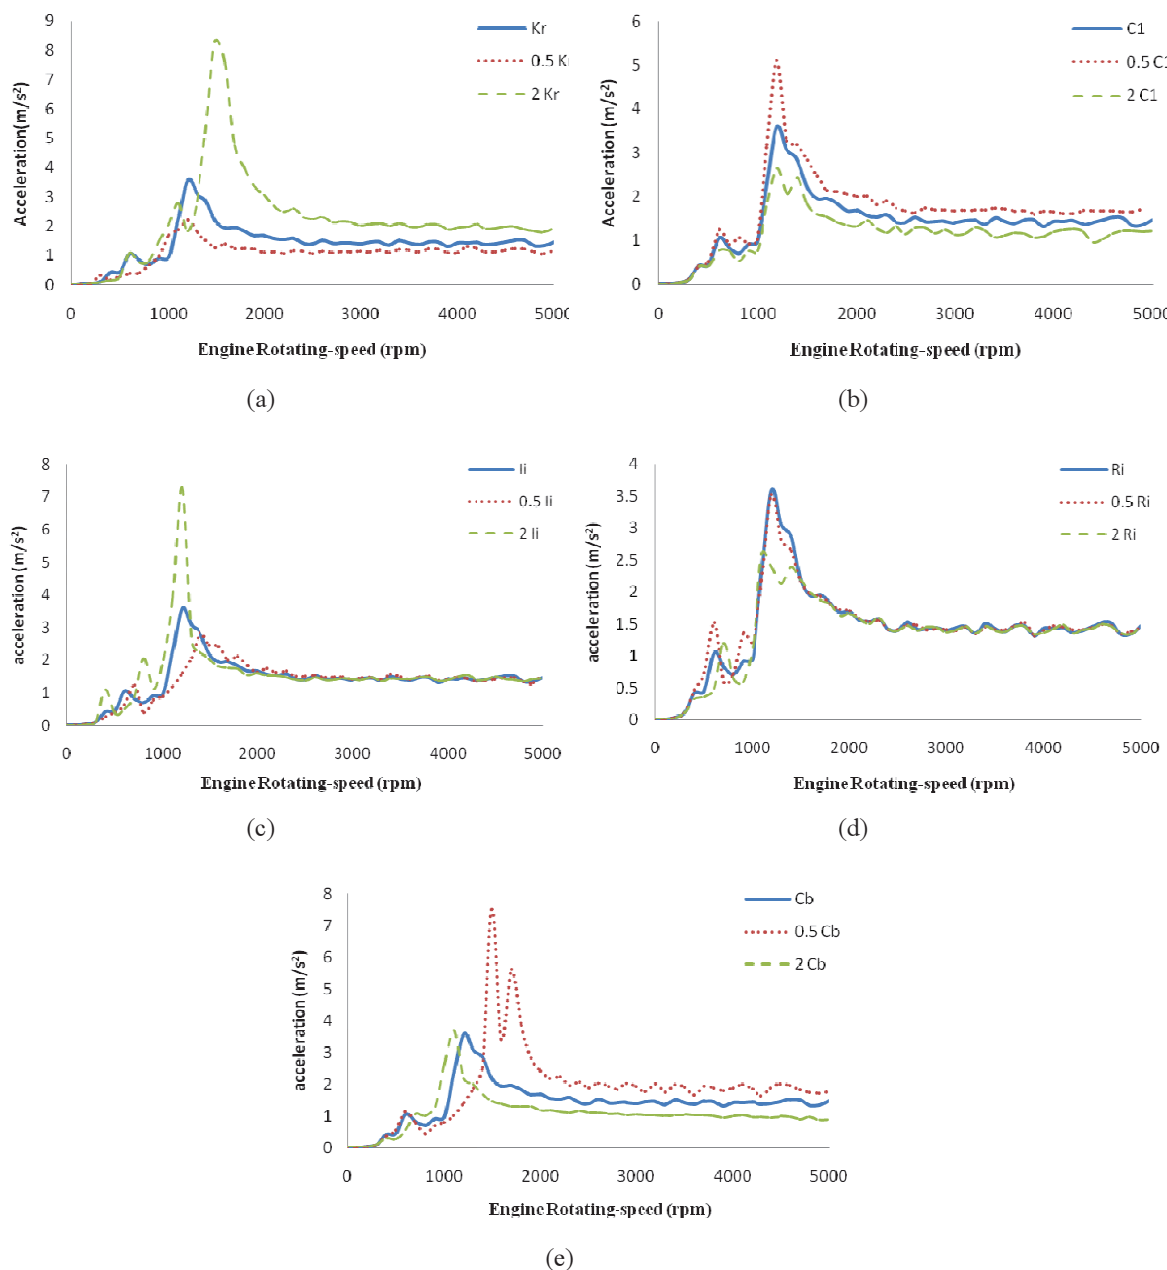 Kr
0.5 Kr
2 Kr
9
8
7
6
5
4
3
2
1
0
Acceleration(m/s²)
0 1000 2000 3000 4000 5000
Engine Rotating-speed (rpm)
(a)
C1
0.5 C1
2 C1
6
5
4
3
2
1
0
Acceleration (m/s²)
0 1000 2000 3000 4000 5000
Engine Rotating-speed (rpm)
(b)
Ii
0.5 Ii
2 Ii
8
7
6
5
4
3
2
1
0
acceleration (m/s²)
0 1000 2000 3000 4000 5000
Engine Rotating-speed (rpm)
(c)
Ri
0.5 Ri
2 Ri
4
3.5
3
2.5
2
1.5
1
0.5
0
acceleration (m/s²)
0 1000 2000 3000 4000 5000
Engine Rotating-speed (rpm)
(d)
Cb
0.5 Cb
2 Cb
8
7
6
5
4
3
2
1
0
acceleration (m/s²)
0 1000 2000 3000 4000 5000
Engine Rotating-speed (rpm)
(e)